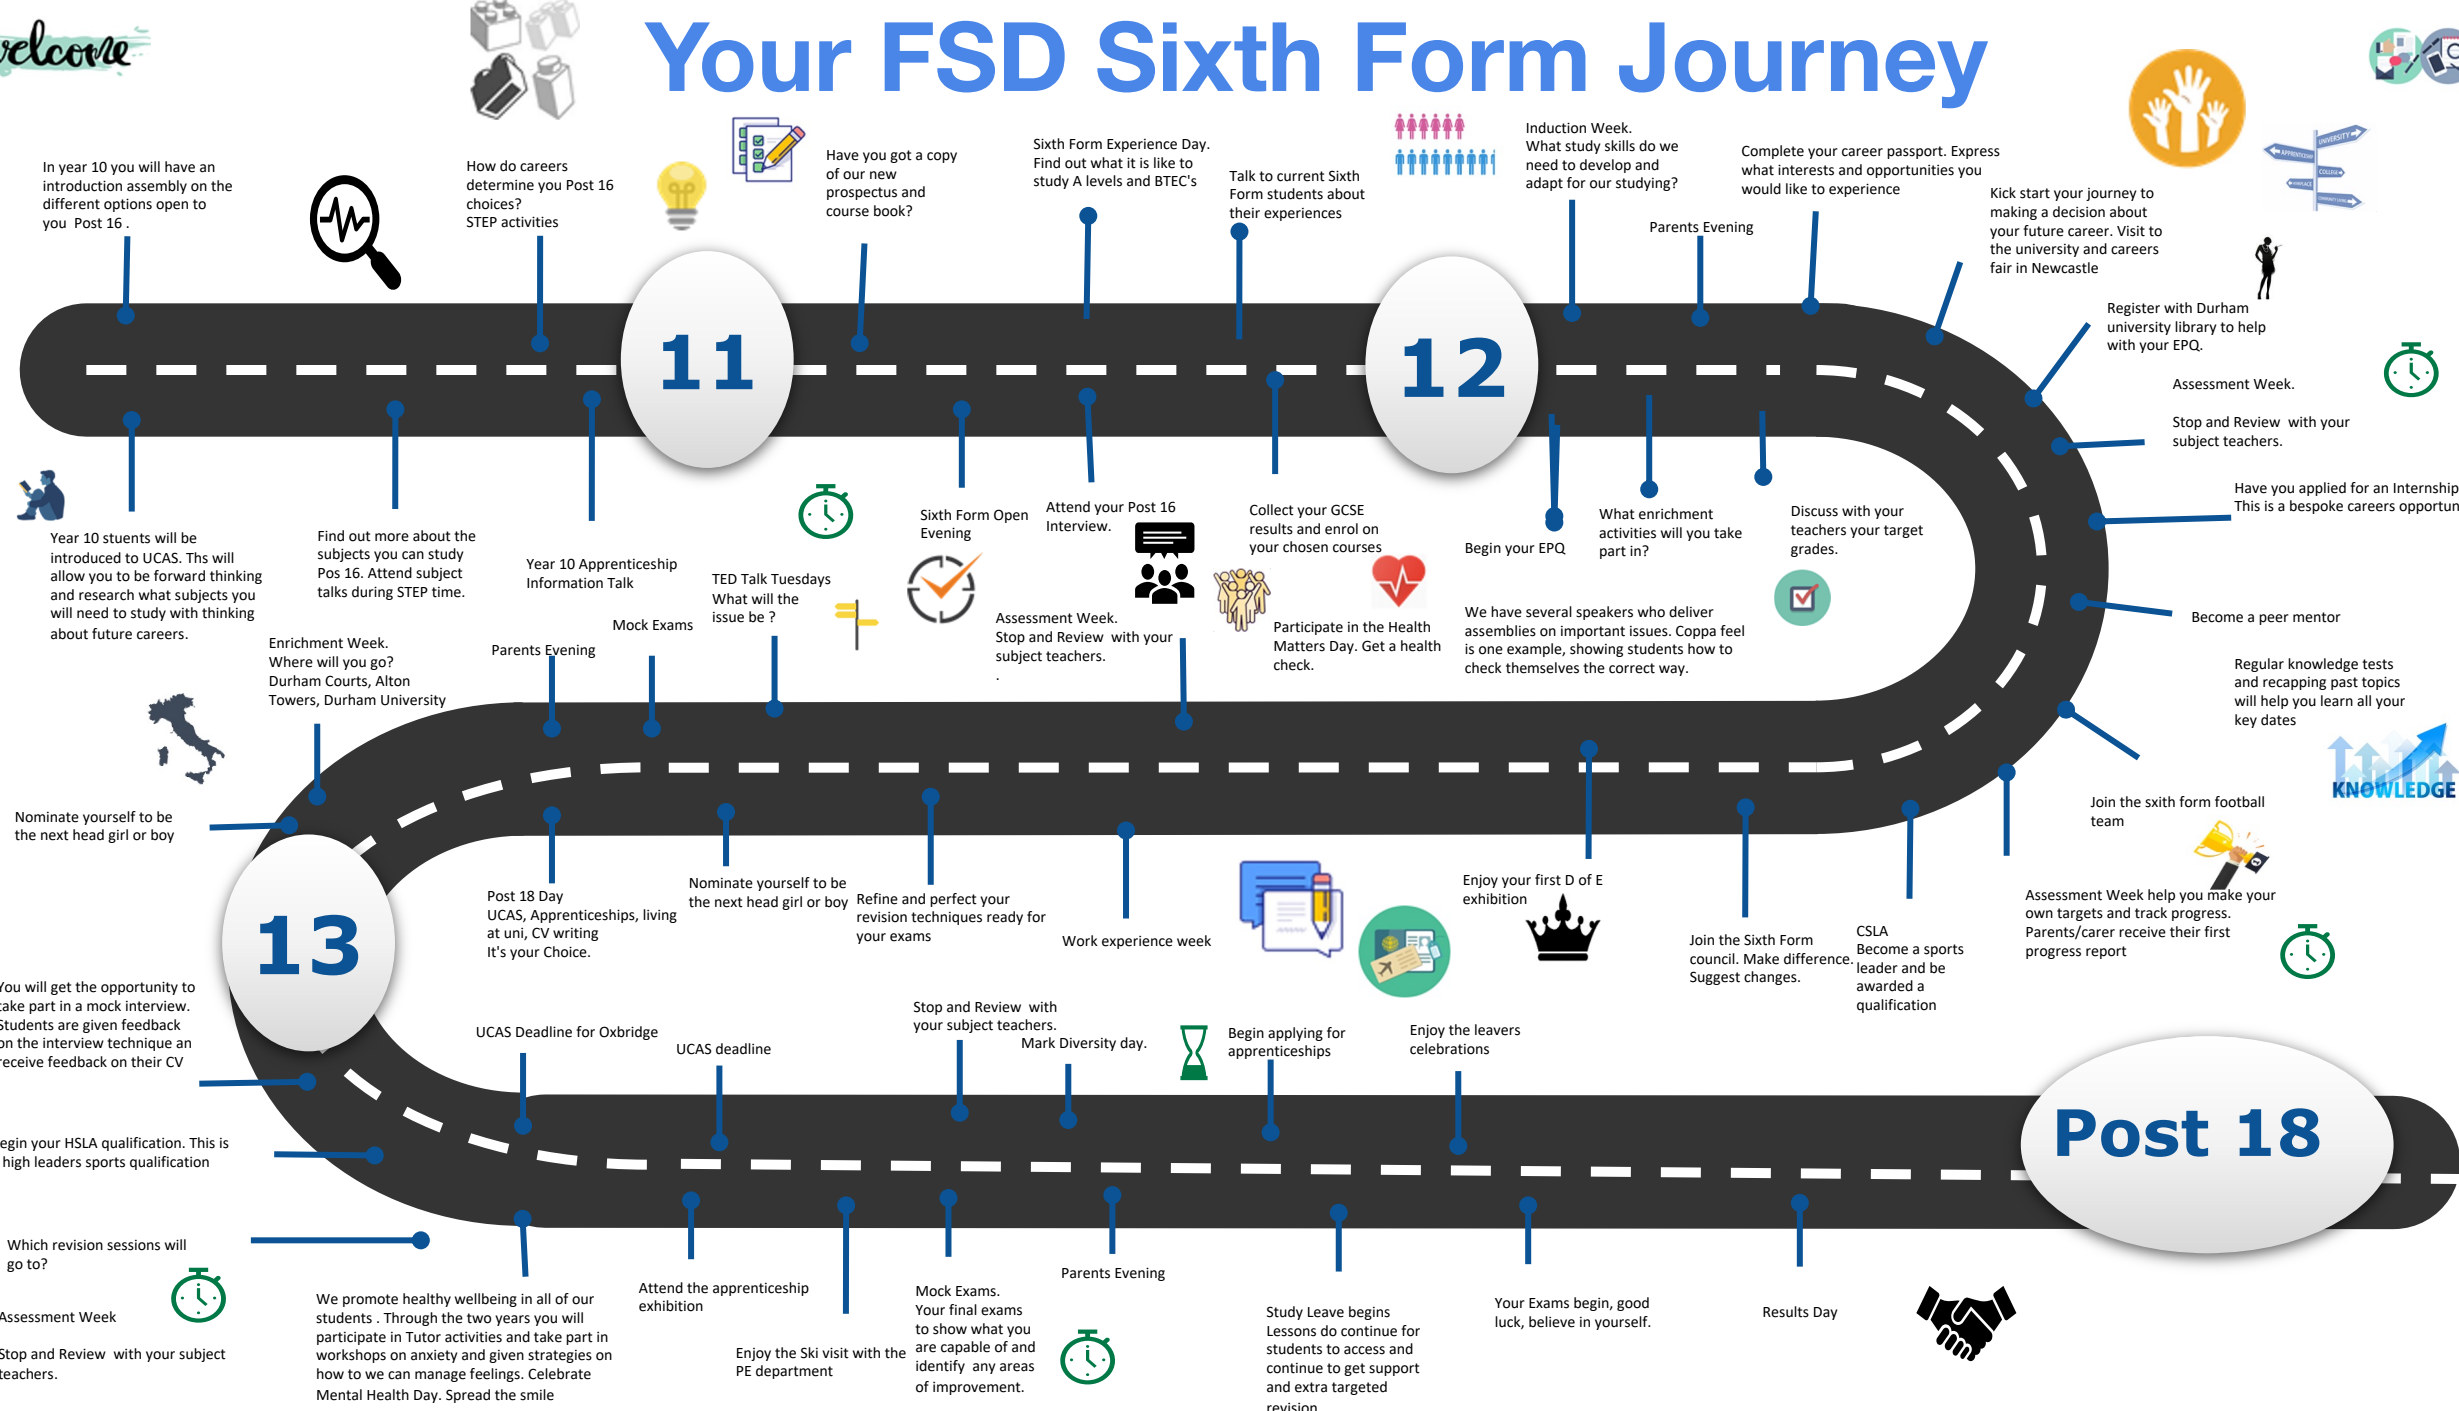 welcome
Your FSD Sixth Form Journey
In year 10 you will have an
introduction assembly on the
different options open to
you  Post 16 .
How do careers
determine you Post 16
choices?
STEP activities
Have you got a copy
of our new
prospectus and
course book?
Sixth Form Experience Day.
Find out what it is like to
study A levels and BTEC's
Talk to current Sixth
Form students about
their experiences
Induction Week.
What study skills do we
need to develop and
adapt for our studying?
Parents Evening
Complete your career passport. Express
what interests and opportunities you
would like to experience
Kick start your journey to
making a decision about
your future career. Visit to
the university and careers
fair in Newcastle
UNIVERSITY
COLLEGE
Register with Durham
university library to help
with your EPQ.
Assessment Week.
Stop and Review  with your
subject teachers.
Have you applied for an Internship
This is a bespoke careers opportun
11
12
Year 10 stuents will be
introduced to UCAS. Ths will
allow you to be forward thinking
and research what subjects you
will need to study with thinking
about future careers.
Find out more about the
subjects you can study
Pos 16. Attend subject
talks during STEP time.
Year 10 Apprenticeship
Information Talk
Sixth Form Open
Evening
Attend your Post 16
Interview.
Collect your GCSE
results and enrol on
your chosen courses
Begin your EPQ
What enrichment
activities will you take
part in?
Discuss with your
teachers your target
grades.
Become a peer mentor
Regular knowledge tests
and recapping past topics
will help you learn all your
key dates
KNOWLEDGE
Enrichment Week.
Where will you go?
Durham Courts, Alton
Towers, Durham University
Parents Evening
Mock Exams
TED Talk Tuesdays
What will the
issue be ?
Assessment Week.
Stop and Review  with your
subject teachers.
.
Participate in the Health
Matters Day. Get a health
check.
We have several speakers who deliver
assemblies on important issues. Coppa feel
is one example, showing students how to
check themselves the correct way.
Join the sxith form football
team
Nominate yourself to be
the next head girl or boy
13
Post 18 Day
UCAS, Apprenticeships, living
at uni, CV writing
It's your Choice.
Nominate yourself to be
the next head girl or boy
Refine and perfect your
revision techniques ready for
your exams
Work experience week
Enjoy your first D of E
exhibition
Join the Sixth Form
council. Make difference.
Suggest changes.
CSLA
Become a sports
leader and be
awarded a
qualification
Assessment Week help you make your
own targets and track progress.
Parents/carer receive their first
progress report
You will get the opportunity to
take part in a mock interview.
Students are given feedback
on the interview technique an
receive feedback on their CV
UCAS Deadline for Oxbridge
UCAS deadline
Stop and Review  with
your subject teachers.
Mark Diversity day.
Begin applying for
apprenticeships
Enjoy the leavers
celebrations
Post 18
egin your HSLA qualification. This is
high leaders sports qualification
Which revision sessions will
go to?
Assessment Week
Stop and Review  with your subject
teachers.
We promote healthy wellbeing in all of our
students . Through the two years you will
participate in Tutor activities and take part in
workshops on anxiety and given strategies on
how to we can manage feelings. Celebrate
Mental Health Day. Spread the smile
Attend the apprenticeship
exhibition
Enjoy the Ski visit with the
PE department
Mock Exams.
Your final exams
to show what you
are capable of and
identify  any areas
of improvement.
Parents Evening
Study Leave begins
Lessons do continue for
students to access and
continue to get support
and extra targeted
revision
Your Exams begin, good
luck, believe in yourself.
Results Day